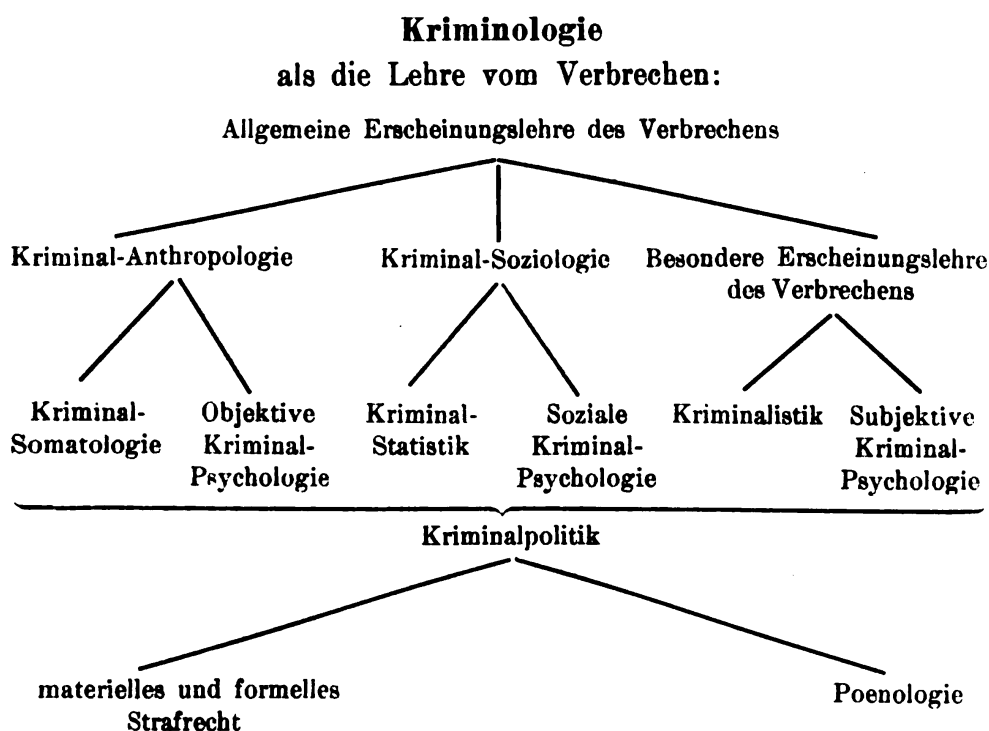 Kriminologie
als die Lehre vom Verbrechen:
Allgemeine Erscheinungslehre des Verbrechens
Kriminal-Anthropologie
Kriminal-Soziologie
Besondere Erscheinungslehre
des Verbrechens
Kriminal-
Somatologie
Objektive
Kriminal-
Psychologie
Kriminal-
Statistik
Soziale
Kriminal-
Psychologie
Kriminalistik
Subjektive
Kriminal-
Psychologie
Kriminalpolitik
materielles und formelles
Strafrecht
Poenologie